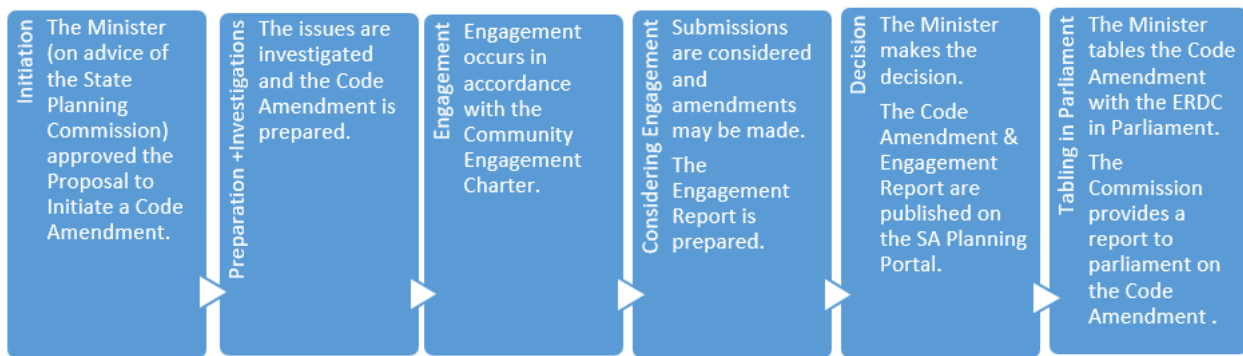 Initiation
The Minister
(on advice of
the State
Planning
Commission)
approved the
Proposal to
Initiate a Code
Amendment.
Preparation +Investigations
The issues are
investigated
and the Code
Amendment is
prepared.
Engagement
Engagement
occurs in
accordance
with the
Community
Engagement
Charter.
Considering Engagement
Submissions
are considered
and
amendments
may be made.
The
Engagement
Report is
prepared.
Decision
The Minister
makes the
decision.
The Code
Amendment &
Engagement
Report are
published on
the SA Planning
Portal.
Tabling in Parliament
The Minister
tables the Code
Amendment
with the ERDC
in Parliament.
The
Commission
provides a
report to
parliament on
the Code
Amendment .